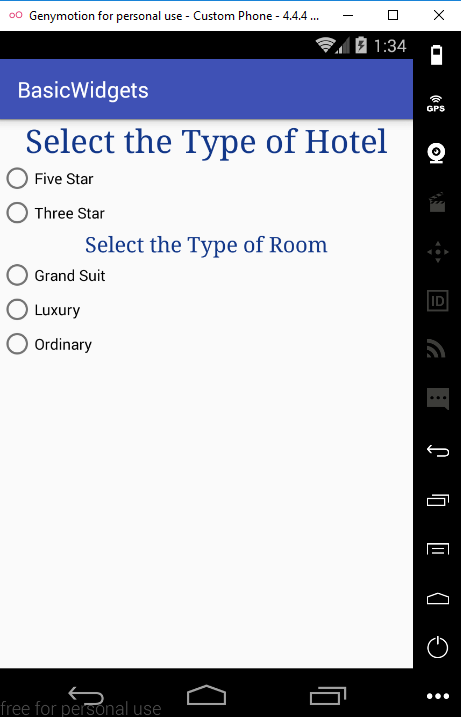 Genymotion for personal use - Custom Phone - 4.4.4 ...
1:34
BasicWidgets
GPS
Select the Type of Hotel
Five Star
Three Star
Select the Type of Room
Grand Suit
ID
Luxury
Ordinary
free for personal use